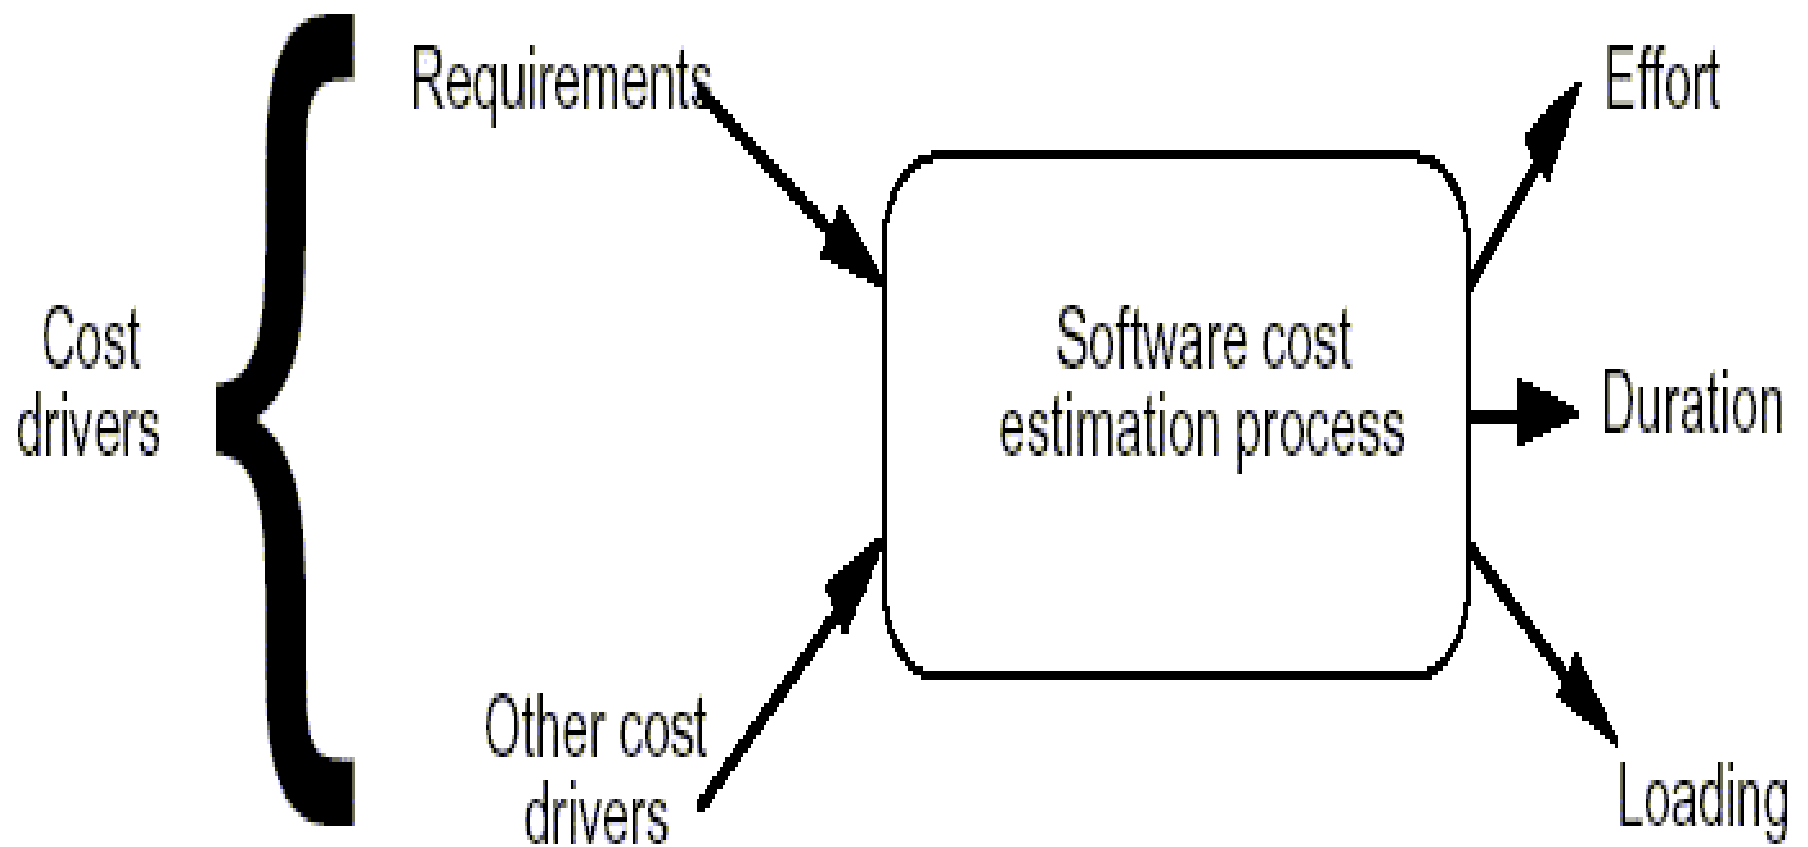 Cost
drivers
Requirements
Other cost
drivers
Software cost
estimation process
Effort
Duration
Loading